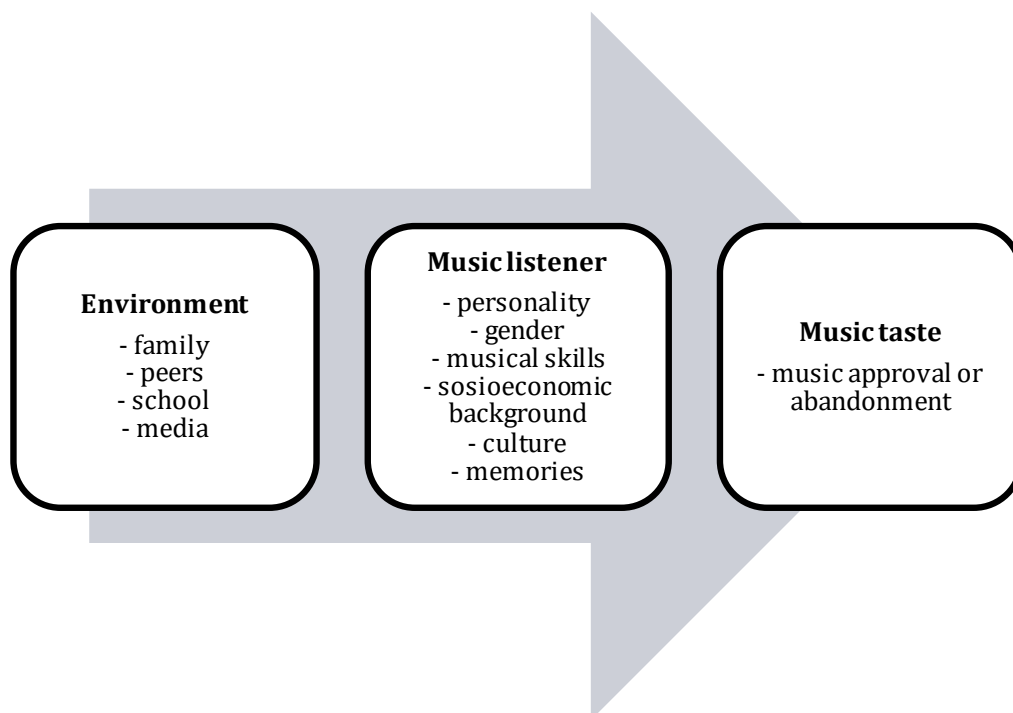 Environment
- family
- peers
- school
- media
Music listener
- personality
- gender
- musical skills
- sosioeconomic
background
- culture
- memories
Music taste
- music approval or
abandonment